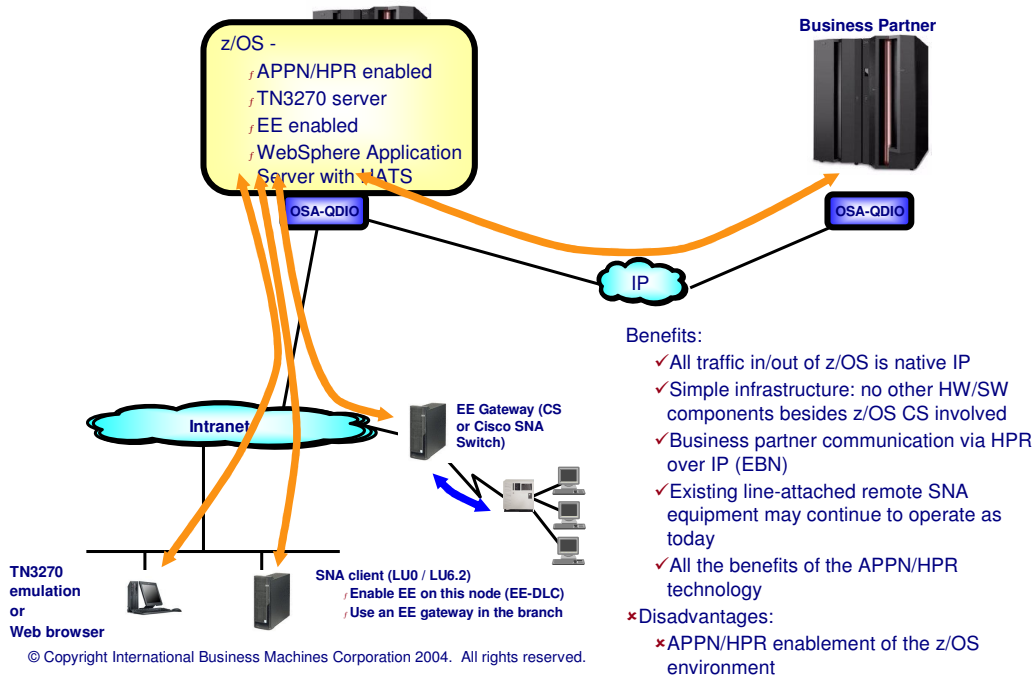 z/OS -
ƒ APPN/HPR enabled
ƒ TN3270 server
ƒ EE enabled
ƒ WebSphere Application
Server with HATS
OSA-QDIO
Business Partner
OSA-QDIO
IP
Intranet
EE Gateway (CS
or Cisco SNA
Switch)
TN3270
emulation
or
Web browser
SNA client (LU0 / LU6.2)
ƒ Enable EE on this node (EE-DLC)
ƒ Use an EE gateway in the branch
Benefits:
✓All traffic in/out of z/OS is native IP
✓Simple infrastructure: no other HW/SW
components besides z/OS CS involved
✓Business partner communication via HPR
over IP (EBN)
✓Existing line-attached remote SNA
equipment may continue to operate as
today
✓All the benefits of the APPN/HPR
technology
×Disadvantages:
×APPN/HPR enablement of the z/OS
environment
© Copyright International Business Machines Corporation 2004. All rights reserved.